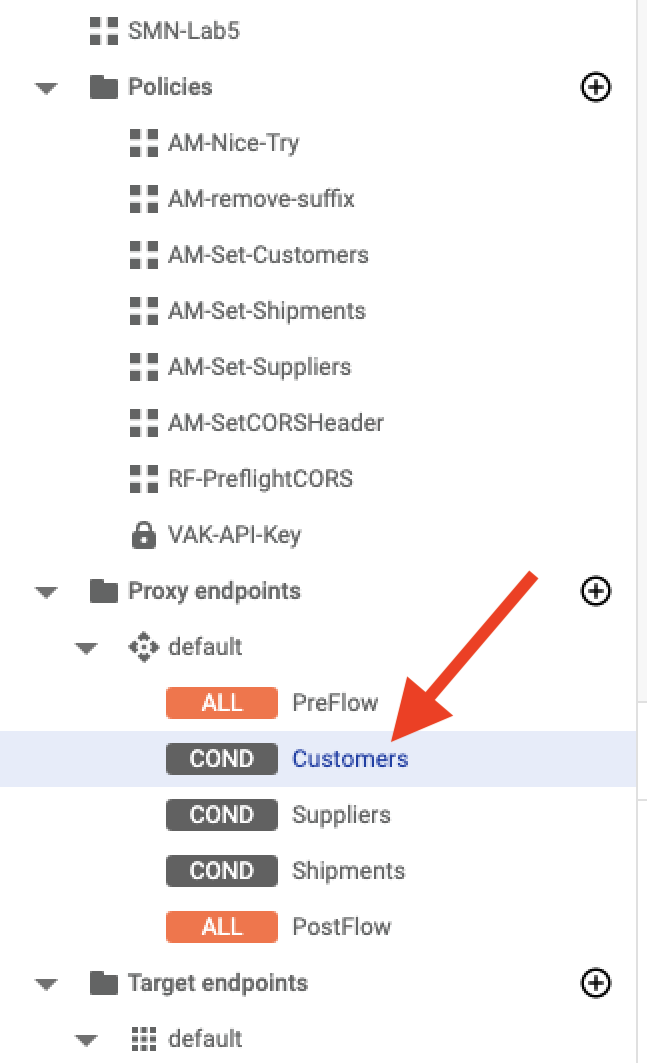 SMN-Lab5
Policies
AM-Nice-Try
AM-remove-suffix
AM-Set-Customers
AM-Set-Shipments
AM-Set-Suppliers
AM-SetCORSHeader
RF-PreflightCORS
VAK-API-Key
Proxy endpoints
default
ALL PreFlow
COND Customers
COND Suppliers
COND Shipments
ALL PostFlow
Target endpoints
default